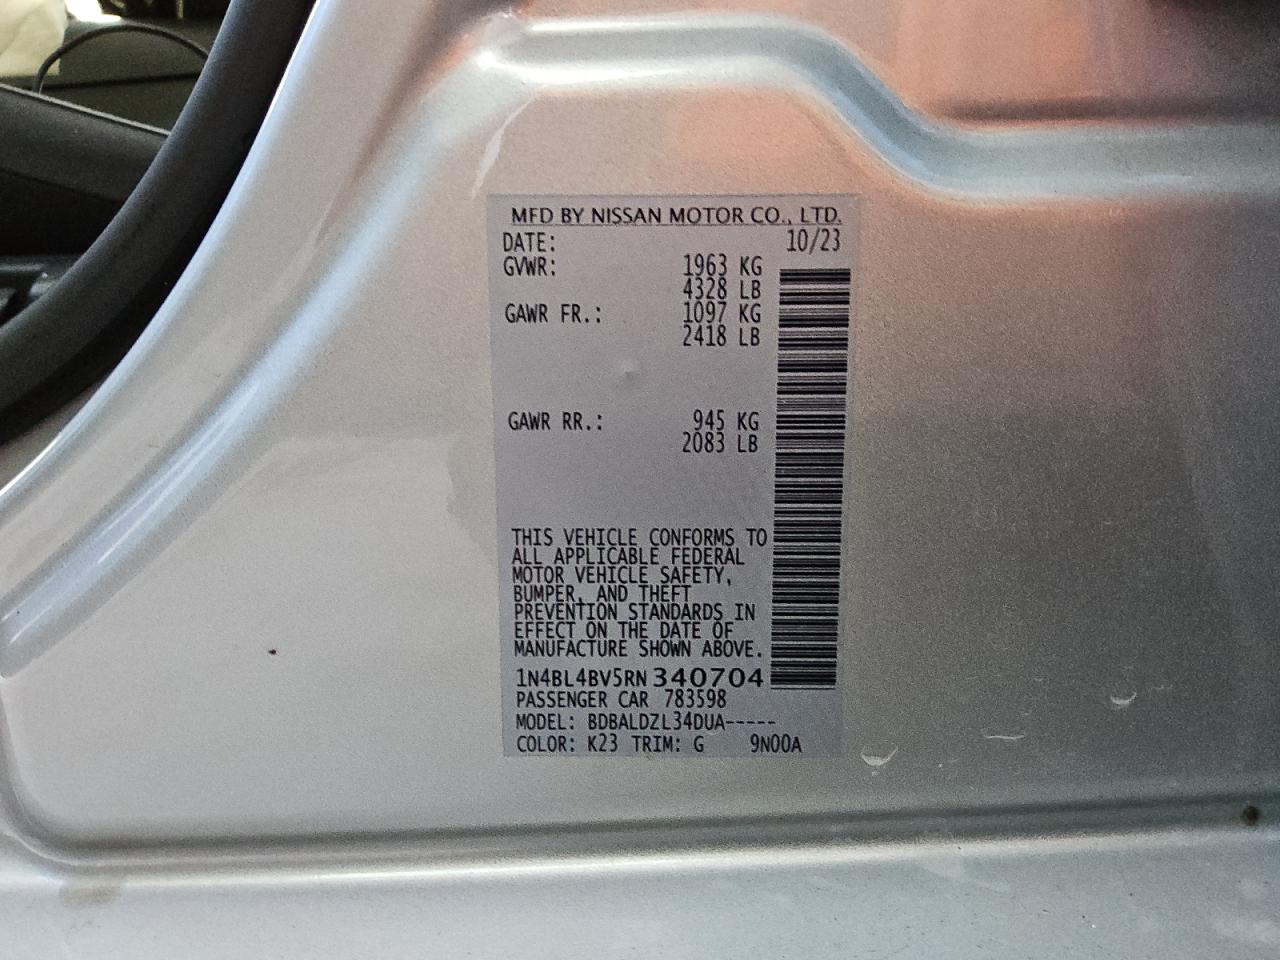 MFD BY NISSAN MOTOR CO., LTD.
DATE: 10/23
GVWR: 1963 KG
4328 LB
GAWR FR.: 1097 KG
2418 LB
GAWR RR.: 945 KG
2083 LB
THIS VEHICLE CONFORMS TO
ALL APPLICABLE FEDERAL
MOTOR VEHICLE SAFETY,
BUMPER, AND THEFT
PREVENTION STANDARDS IN
EFFECT ON THE DATE OF
MANUFACTURE SHOWN ABOVE.
1N4BL4BV5RN340704
PASSENGER CAR 783598
MODEL: BDBALDZL34DUA-----
COLOR: K23 TRIM: G 9N00A